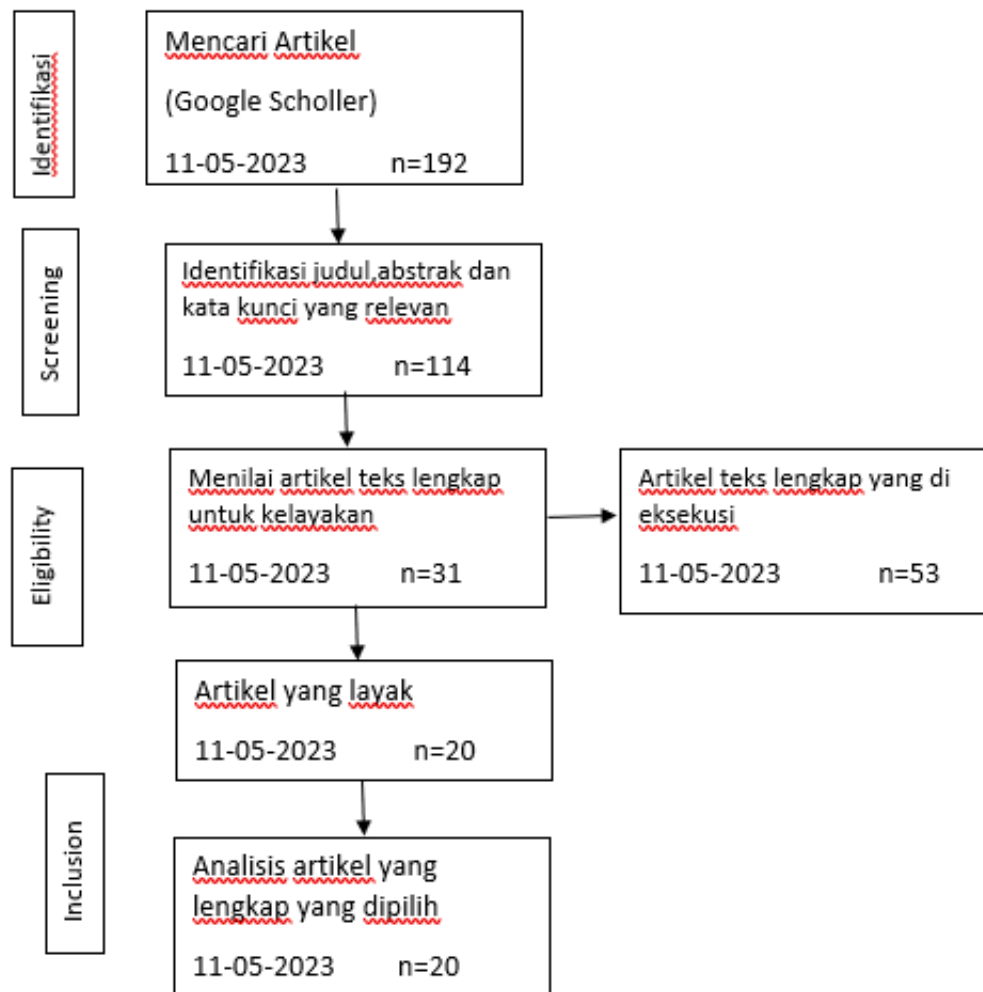 Identifikasi
Mencari Artikel
(Google Scholler)
11-05-2023 n=192
Screening
Identifikasi judul,abstrak dan
kata kunci yang relevan
11-05-2023 n=114
Eligibility
Menilai artikel teks lengkap
untuk kelayakan
11-05-2023 n=31
Artikel teks lengkap yang di
eksekusi
11-05-2023 n=53
Artikel yang layak
11-05-2023 n=20
Inclusion
Analisis artikel yang
lengkap yang dipilih
11-05-2023 n=20